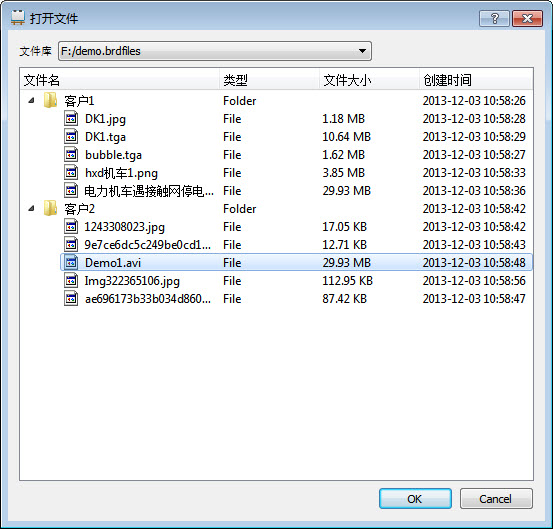 打开文件
文件库 F:/demo.brdfiles
文件名 类型 文件大小 创建时间
客户1 Folder 2013-12-03 10:58:26
DK1.jpg File 1.18 MB 2013-12-03 10:58:28
DK1.tga File 10.64 MB 2013-12-03 10:58:29
bubble.tga File 1.62 MB 2013-12-03 10:58:27
hxd机车1.png File 3.85 MB 2013-12-03 10:58:33
电力机车遇接触网停电... File 29.93 MB 2013-12-03 10:58:36
客户2 Folder 2013-12-03 10:58:42
1243308023.jpg File 17.05 KB 2013-12-03 10:58:42
9e7ce6dc5c249be0cd1... File 12.71 KB 2013-12-03 10:58:43
Demo1.avi File 29.93 MB 2013-12-03 10:58:48
Img322365106.jpg File 112.95 KB 2013-12-03 10:58:56
ae696173b33b034d860... File 87.42 KB 2013-12-03 10:58:47
OK Cancel